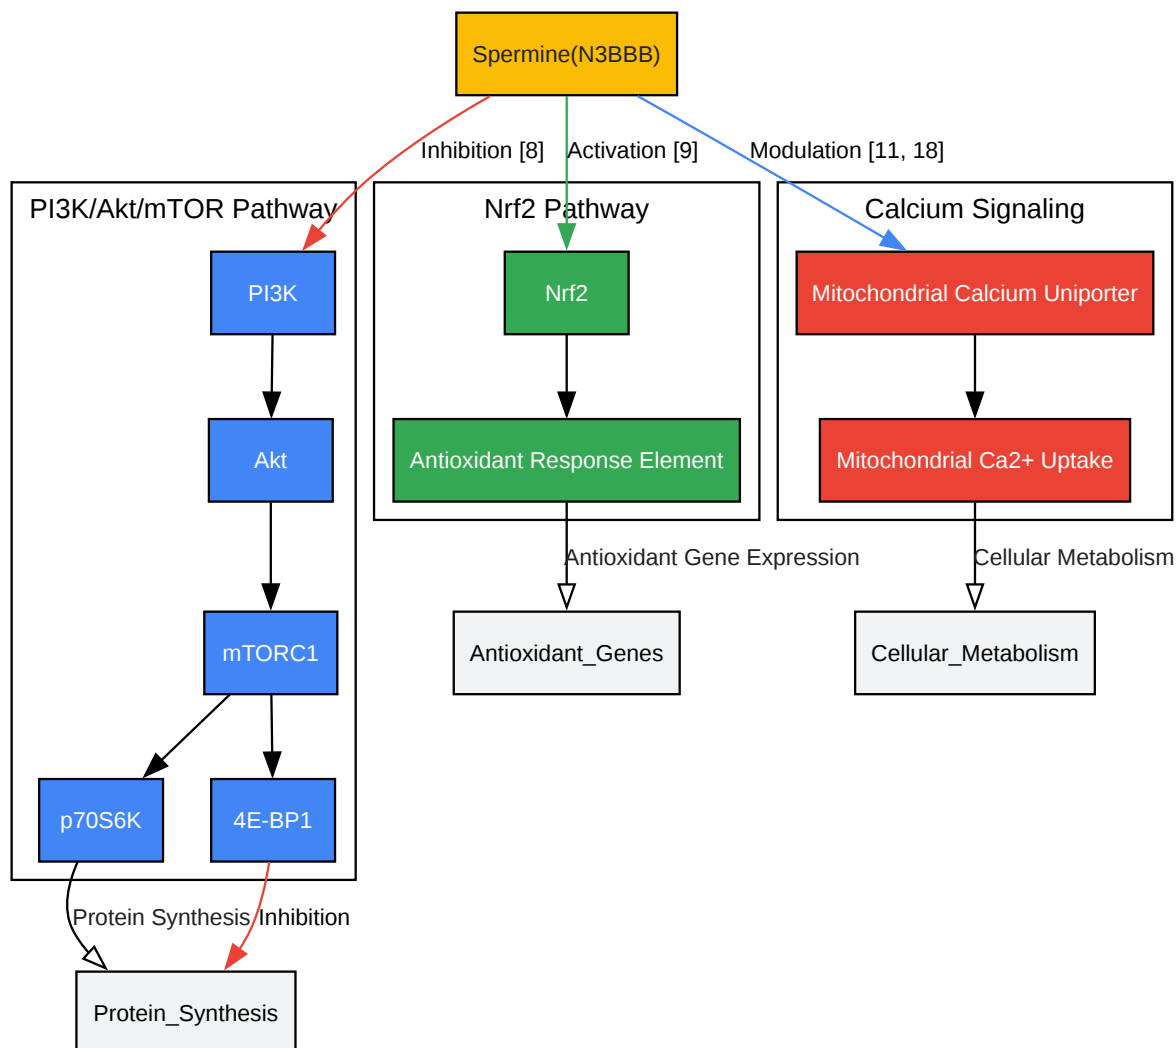 Spermine(N3BBB)
Inhibition [8]
Activation [9]
Modulation [11, 18]
PI3K/Akt/mTOR Pathway
Nrf2 Pathway
Calcium Signaling
PI3K
Nrf2
Mitochondrial Calcium Uniporter
Akt
Antioxidant Response Element
Mitochondrial Ca2+ Uptake
Antioxidant Gene Expression
Cellular Metabolism
mTORC1
Antioxidant_Genes
Cellular_Metabolism
p70S6K
4E-BP1
Protein Synthesis
Inhibition
Protein_Synthesis